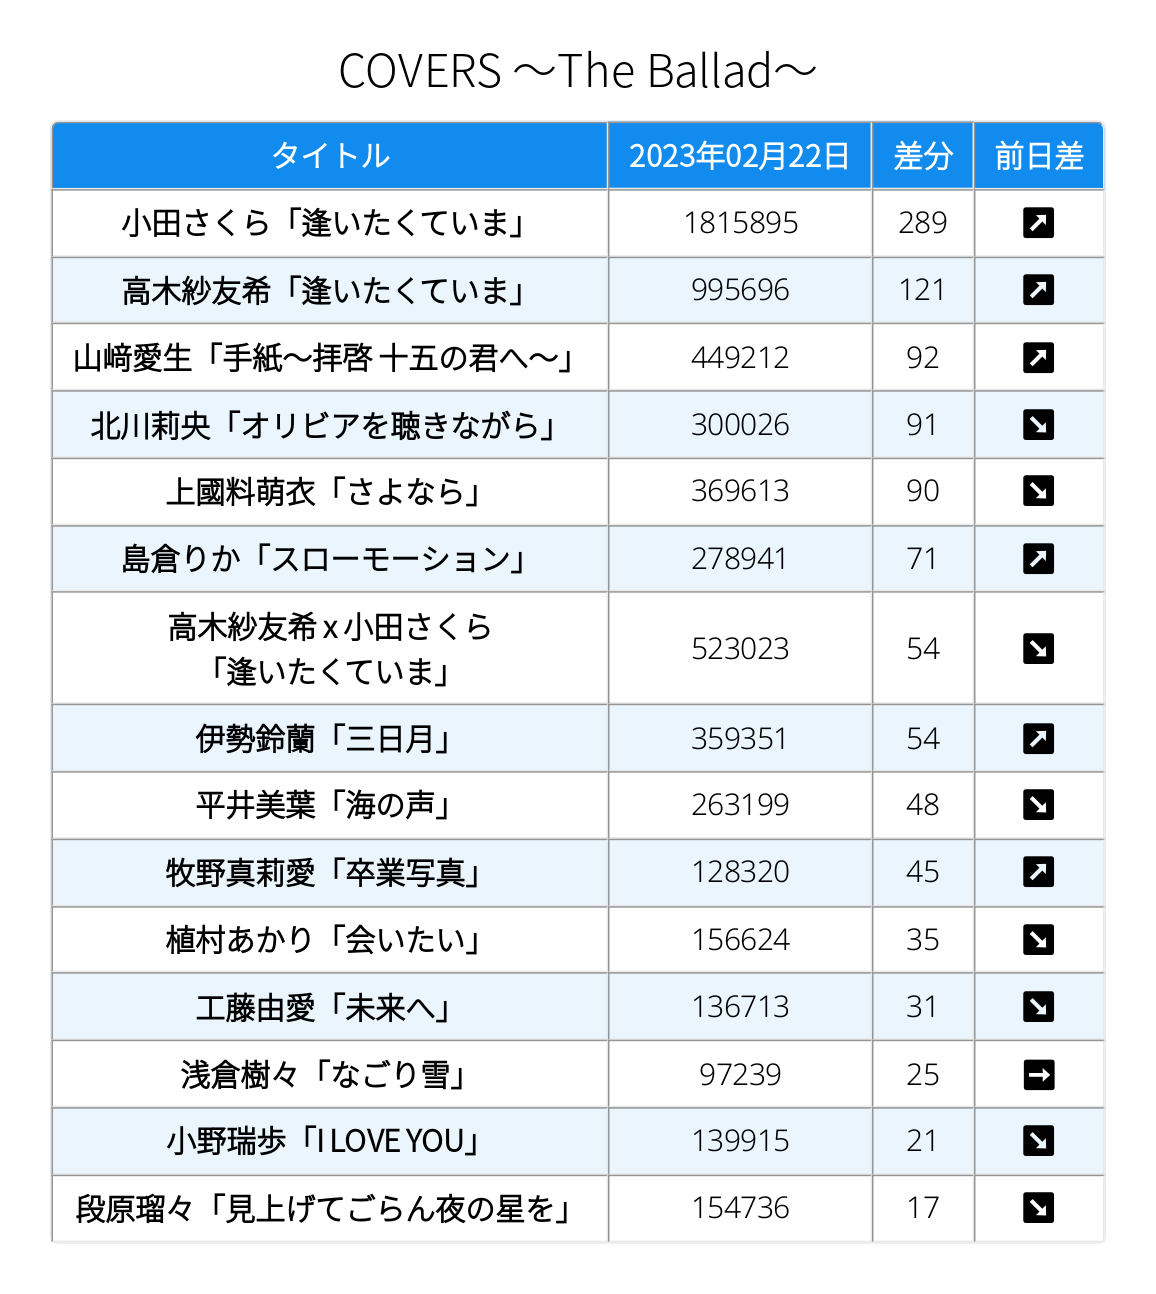 COVERS ～The Ballad～
タイトル 2023年02月22日 差分 前日差
小田さくら「逢いたくていま」 1815895 289
高木紗友希「逢いたくていま」 995696 121
山﨑愛生「手紙～拝啓 十五の君へ～」 449212 92
北川莉央「オリビアを聴きながら」 300026 91
上國料萌衣「さよなら」 369613 90
島倉りか「スローモーション」 278941 71
高木紗友希 x 小田さくら
「逢いたくていま」 523023 54
伊勢鈴蘭「三日月」 359351 54
平井美葉「海の声」 263199 48
牧野真莉愛「卒業写真」 128320 45
植村あかり「会いたい」 156624 35
工藤由愛「未来へ」 136713 31
浅倉樹々「なごり雪」 97239 25
小野瑞歩「I LOVE YOU」 139915 21
段原瑠々「見上げてごらん夜の星を」 154736 17